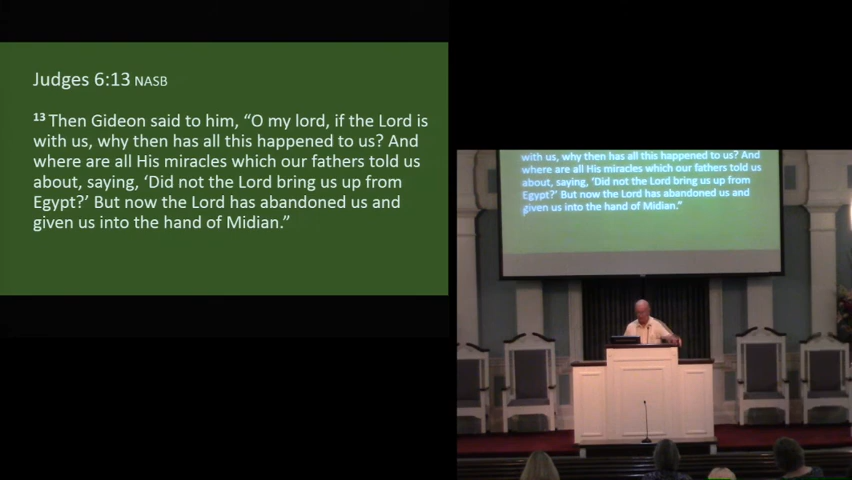 Judges 6:13 NASB
13 Then Gideon said to him, “O my lord, if the Lord is
with us, why then has all this happened to us? And
where are all His miracles which our fathers told us
about, saying, ‘Did not the Lord bring us up from
Egypt?’ But now the Lord has abandoned us and
given us into the hand of Midian.”
with us, why then has all this happened to us? And
where are all His miracles which our fathers told us
about, saying, ‘Did not the Lord bring us up from
Egypt?’ But now the Lord has abandoned us and
given us into the hand of Midian.”